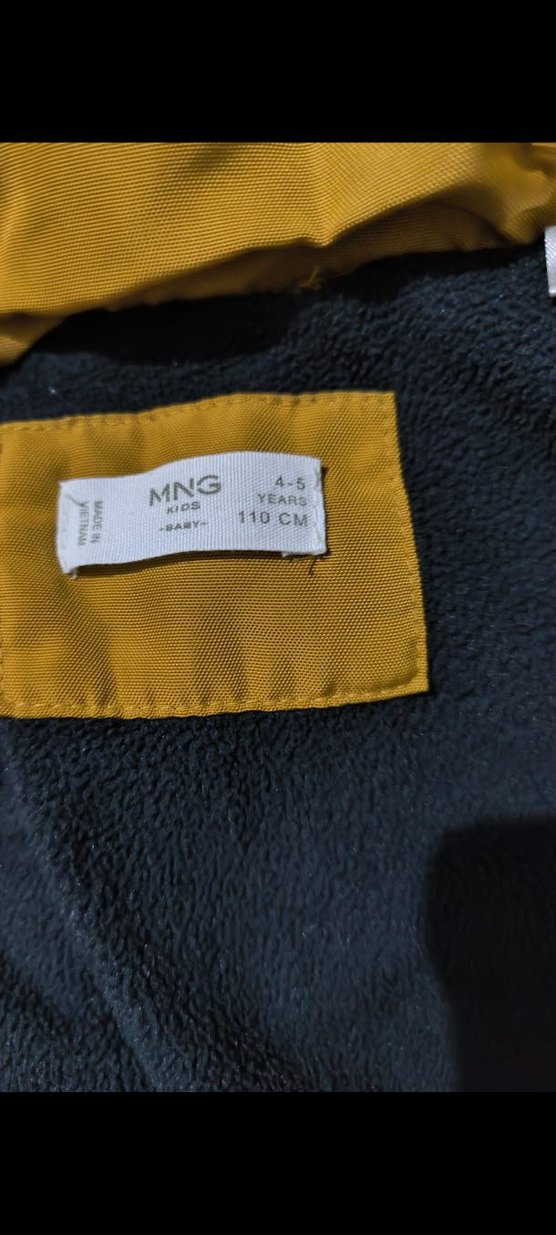 MNG
KIDS
-BABY-
4-5
YEARS
110 CM
MADE IN
VIETNAM